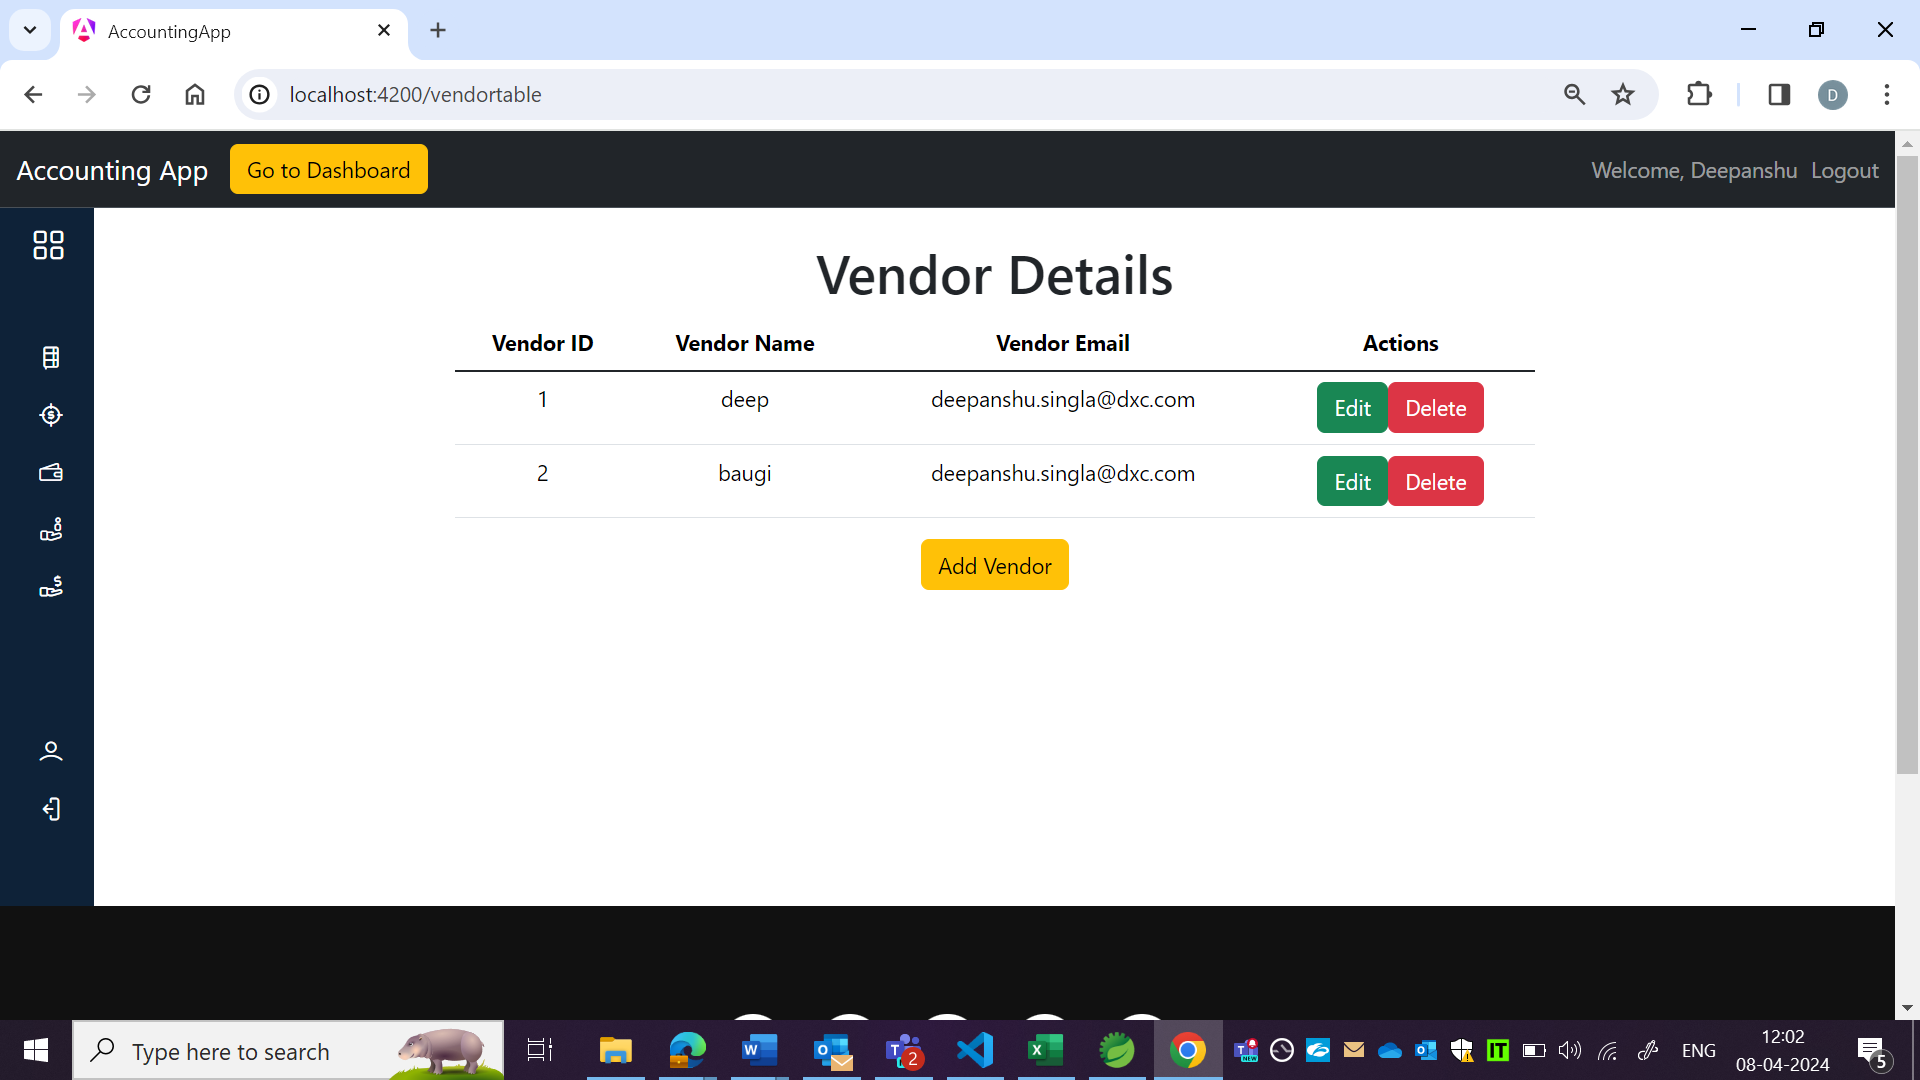 AccountingApp
localhost:4200/vendortable
D
Accounting App Go to Dashboard Welcome, Deepanshu Logout
Vendor Details
Vendor ID Vendor Name Vendor Email Actions
1 deep deepanshu.singla@dxc.com Edit Delete
2 baugi deepanshu.singla@dxc.com Edit Delete
Add Vendor
Type here to search
2
ENG
12:02
08-04-2024
5